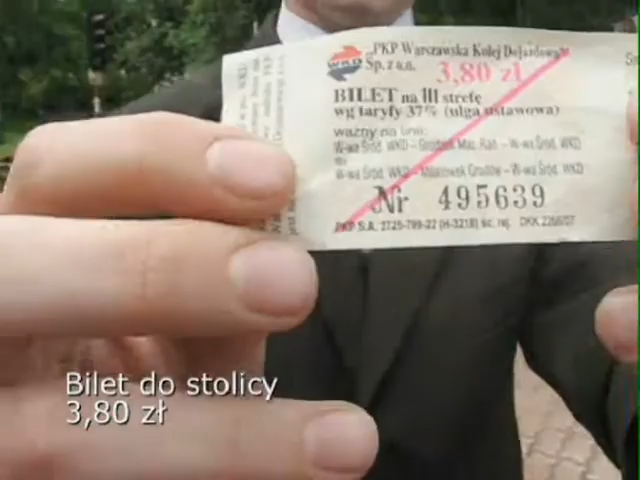 PKP Warszawska Kolej Dojazdowa
WKD Sp. z o.o. 3,80 zł
BILET na III strefę
wg taryfy 37% (ulga ustawowa)
ważny na linii:
W-wa Śród. WKD - Grodzisk Maz. Rad. - W-wa Śród. WKD
W-wa Śród. WKD - Milanówek Grudów - W-wa Śród. WKD
Nr 495639
Bilet do stolicy
3,80 zł